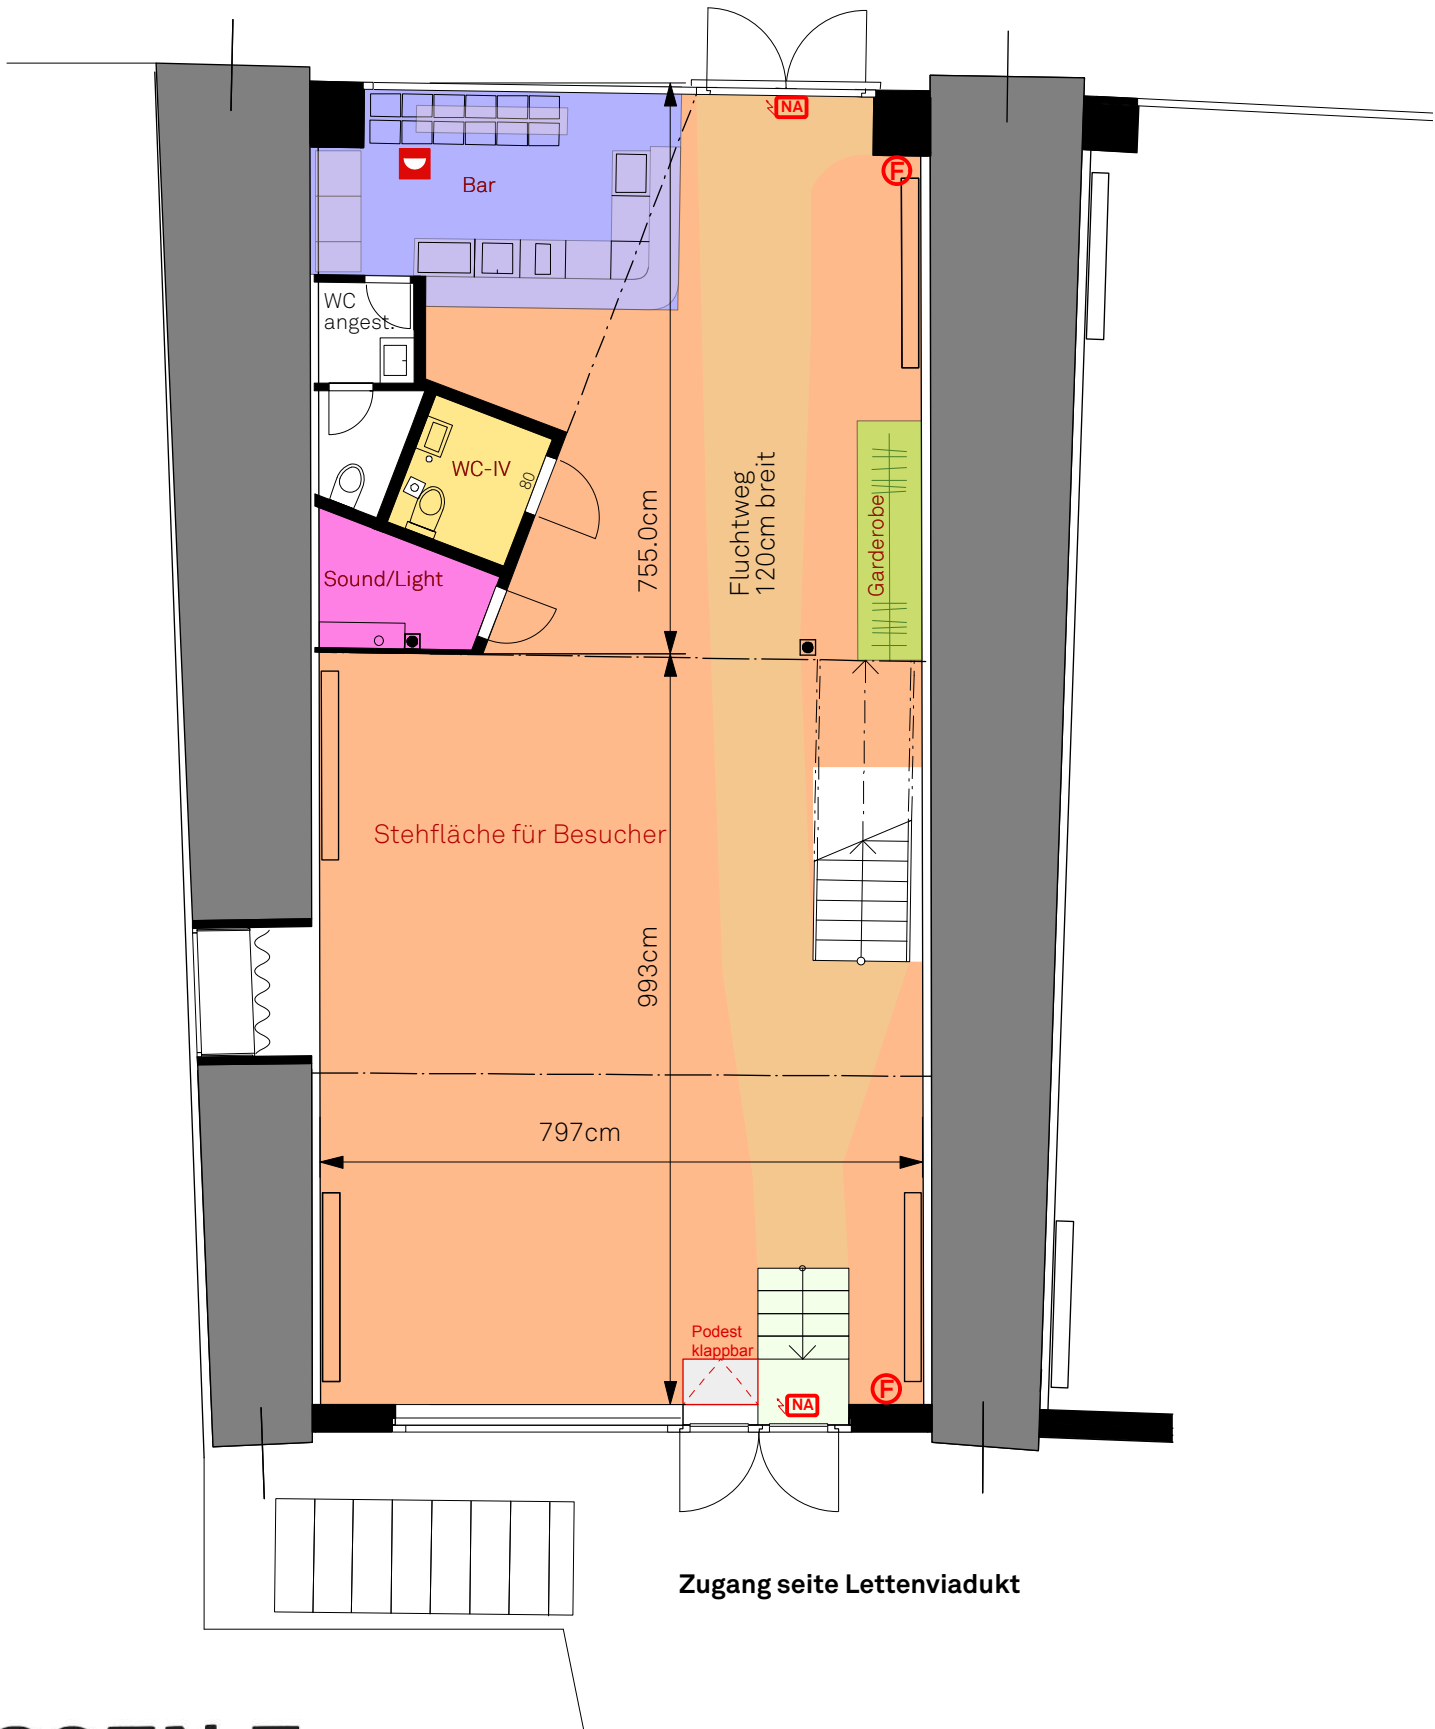 NA
F
Bar
WC
angest.
WC-IV
80
Sound/Light
755.0cm
Fluchtweg
120cm breit
Garderobe
Stehfläche für Besucher
993cm
797cm
Podest
klappbar
F
NA
Zugang seite Lettenviadukt